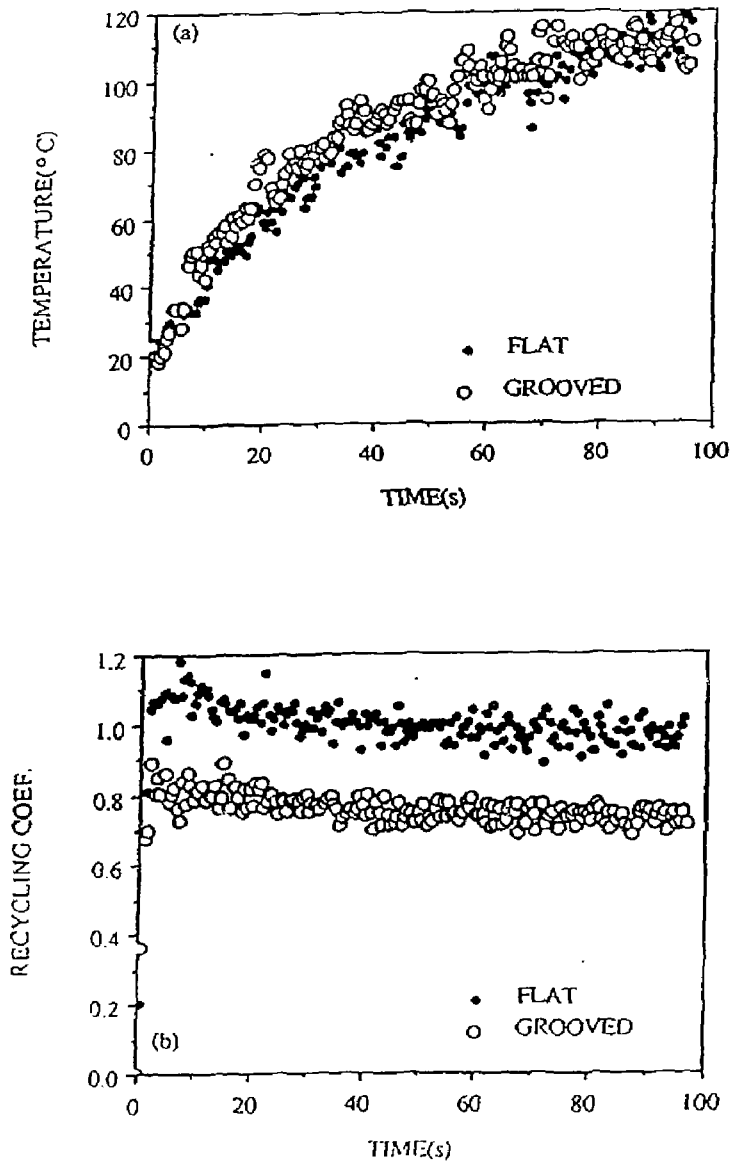 120
(a)
100
80
60
40
20
0
TEMPERATURE(°C)
FLAT
GROOVED
0 20 40 60 80 100
TIME(s)
1.2
1.0
0.8
0.6
0.4
0.2
0.0
RECYCLING COEF.
FLAT
GROOVED
(b)
0 20 40 60 80 100
TIME(s)